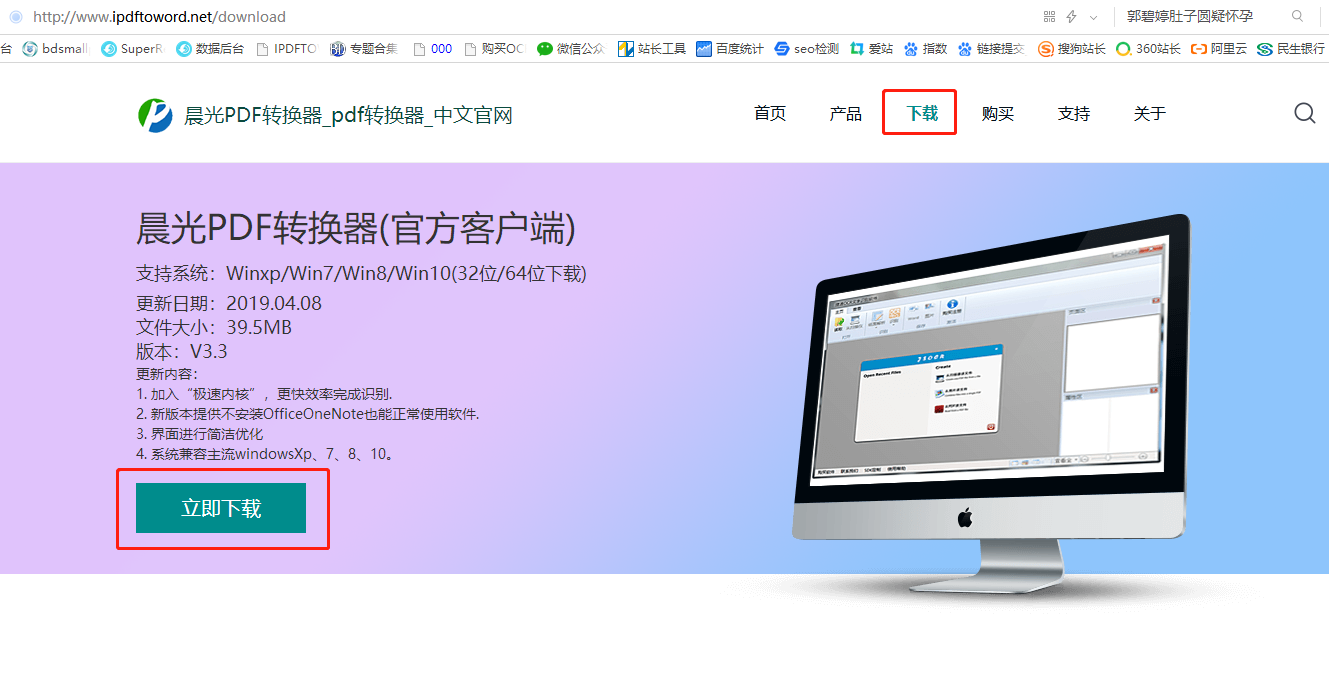 http://www.ipdftoword.net/download
郭碧婷肚子圆疑怀孕
台 bdsmall SuperR 数据后台 IPDFTO 专题合集 000 购买OC 微信公众 站长工具 百度统计 seo检测 爱站 指数 链接提交 搜狗站长 360站长 阿里云 民生银行
晨光PDF转换器_pdf转换器_中文官网
首页 产品 下载 购买 支持 关于
晨光PDF转换器(官方客户端)
支持系统：Winxp/Win7/Win8/Win10(32位/64位下载)
更新日期：2019.04.08
文件大小：39.5MB
版本：V3.3
更新内容：
1. 加入“极速内核”，更快效率完成识别.
2. 新版本提供不安装OfficeOneNote也能正常使用软件.
3. 界面进行简洁优化
4. 系统兼容主流windowsXp、7、8、10。
立即下载
Open Recent Files
Create